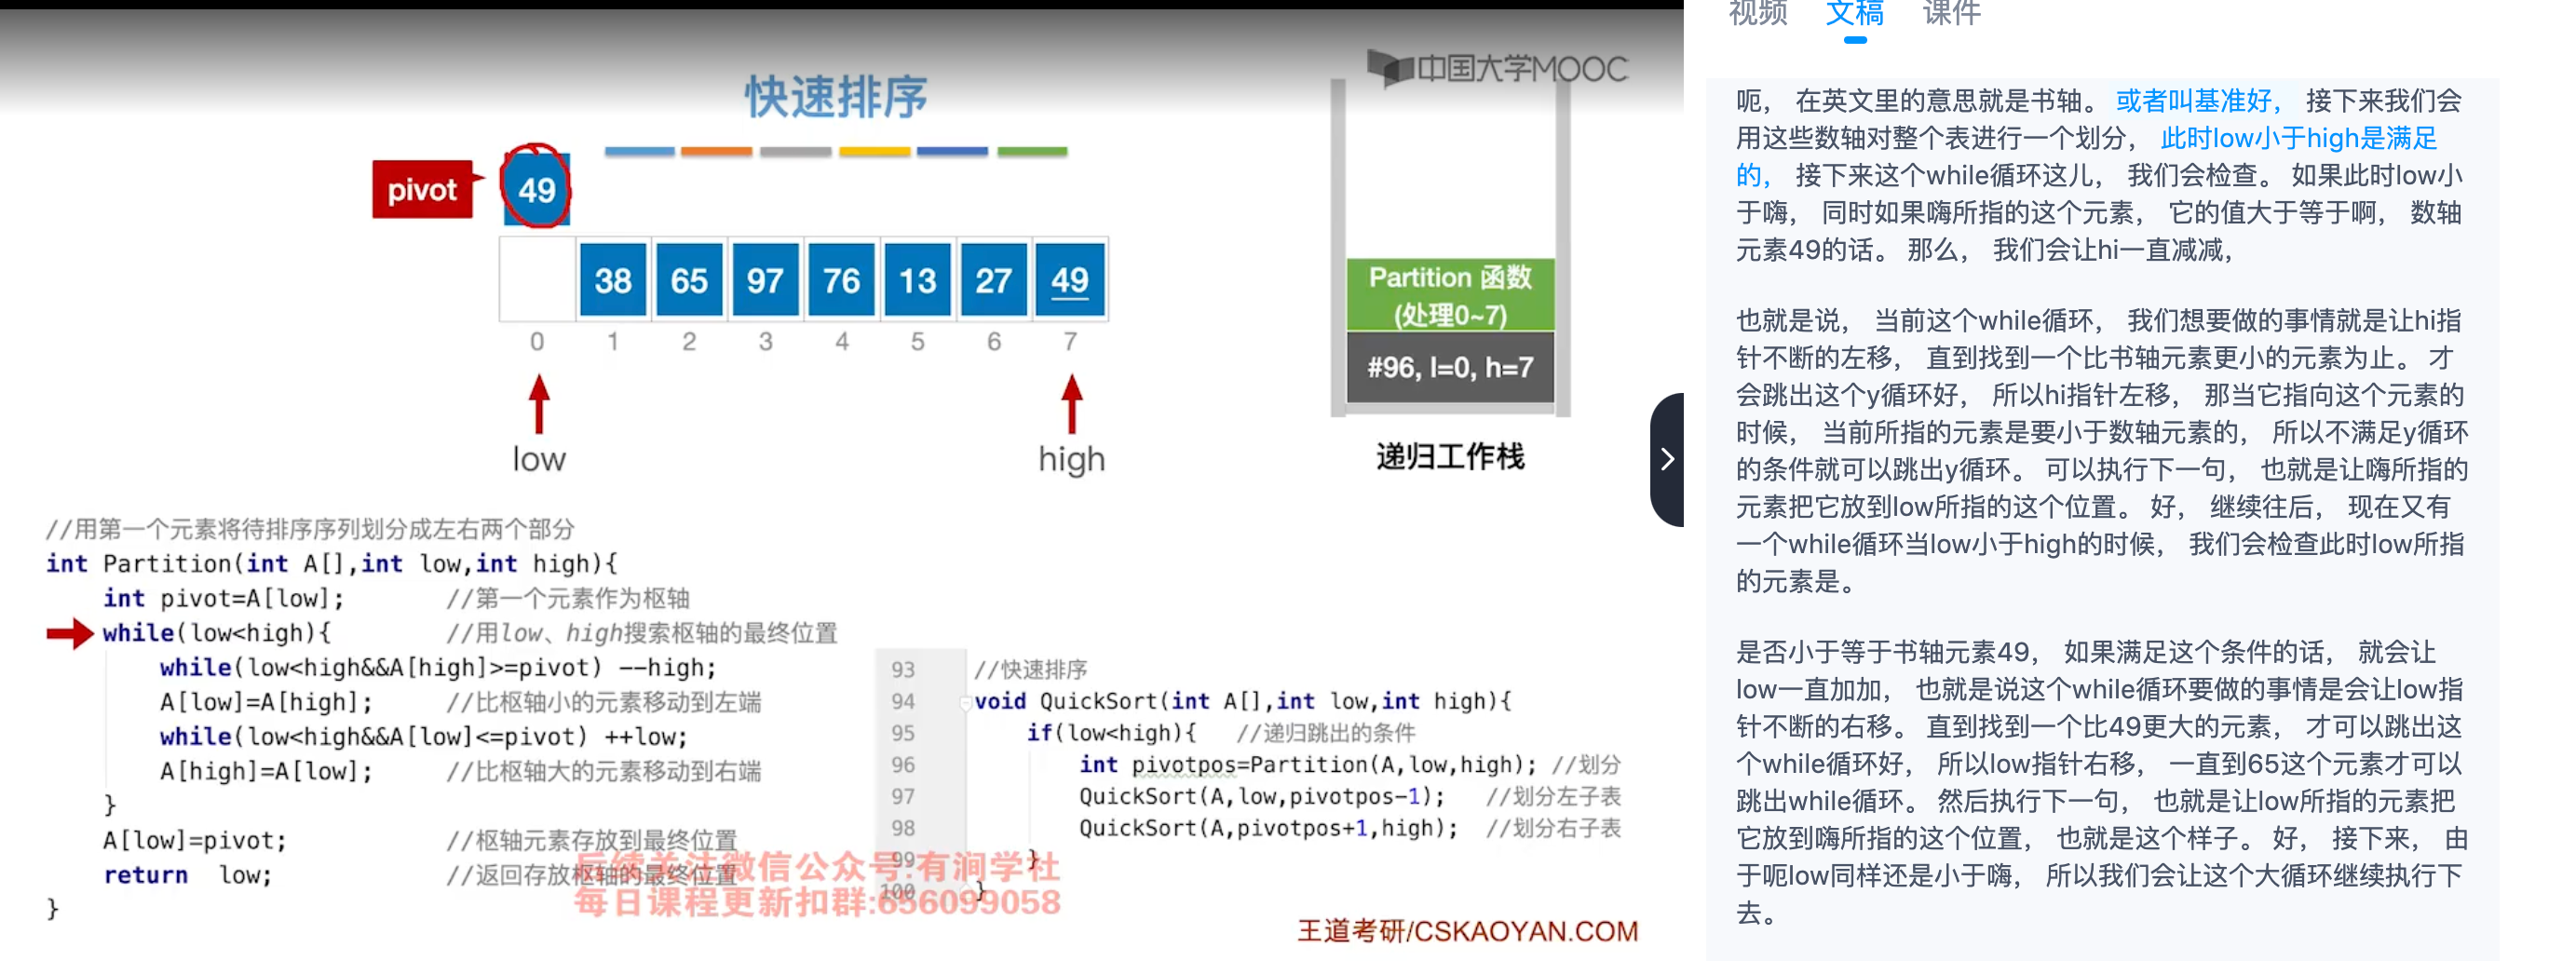 中国大学MOOC
快速排序
pivot
49
38 65 97 76 13 27 49
0 1 2 3 4 5 6 7
low
high
Partition 函数
(处理0~7)
#96, l=0, h=7
递归工作栈
//用第一个元素将待排序序列划分成左右两个部分
int Partition(int A[],int low,int high){
int pivot=A[low]; //第一个元素作为枢轴
while(low<high){ //用low、high搜索枢轴的最终位置
while(low<high&&A[high]>=pivot) --high;
A[low]=A[high]; //比枢轴小的元素移动到左端
while(low<high&&A[low]<=pivot) ++low;
A[high]=A[low]; //比枢轴大的元素移动到右端
}
A[low]=pivot; //枢轴元素存放到最终位置
return low; //返回存放枢轴的最终位置
}
93 //快速排序
94 void QuickSort(int A[],int low,int high){
95 if(low<high){ //递归跳出的条件
96 int pivotpos=Partition(A,low,high); //划分
97 QuickSort(A,low,pivotpos-1); //划分左子表
98 QuickSort(A,pivotpos+1,high); //划分右子表
99 }
100 }
后续关注微信公众号:有涧学社
每日课程更新扣群:656099058
王道考研/CSKAOYAN.COM
视频 文稿 课件
呃， 在英文里的意思就是书轴。 或者叫基准好， 接下来我们会
用这些数轴对整个表进行一个划分， 此时low小于high是满足
的， 接下来这个while循环这儿， 我们会检查。 如果此时low小
于嗨， 同时如果嗨所指的这个元素， 它的值大于等于啊， 数轴
元素49的话。 那么， 我们会让hi一直减减，
也就是说， 当前这个while循环， 我们想要做的事情就是让hi指
针不断的左移， 直到找到一个比书轴元素更小的元素为止。 才
会跳出这个y循环好， 所以hi指针左移， 那当它指向这个元素的
时候， 当前所指的元素是要小于数轴元素的， 所以不满足y循环
的条件就可以跳出y循环。 可以执行下一句， 也就是让嗨所指的
元素把它放到low所指的这个位置。 好， 继续往后， 现在又有
一个while循环当low小于high的时候， 我们会检查此时low所指
的元素是。
是否小于等于书轴元素49， 如果满足这个条件的话， 就会让
low一直加加， 也就是说这个while循环要做的事情是会让low指
针不断的右移。 直到找到一个比49更大的元素， 才可以跳出这
个while循环好， 所以low指针右移， 一直到65这个元素才可以
跳出while循环。 然后执行下一句， 也就是让low所指的元素把
它放到嗨所指的这个位置， 也就是这个样子。 好， 接下来， 由
于呃low同样还是小于嗨， 所以我们会让这个大循环继续执行下
去。